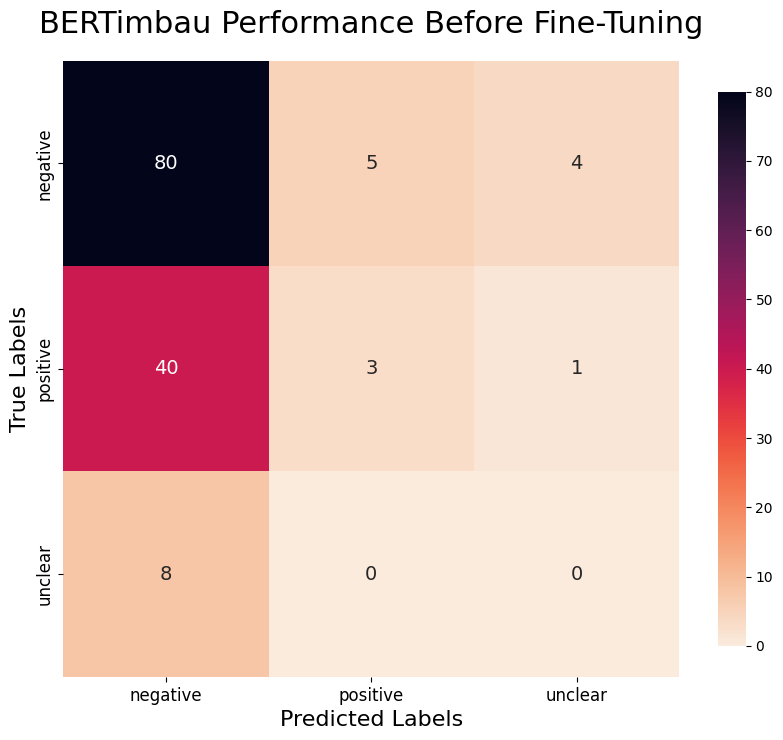 BERTimbau Performance Before Fine-Tuning
True Labels
negative
positive
unclear
80 5 4
40 3 1
8 0 0
negative positive unclear
Predicted Labels
80
70
60
50
40
30
20
10
0